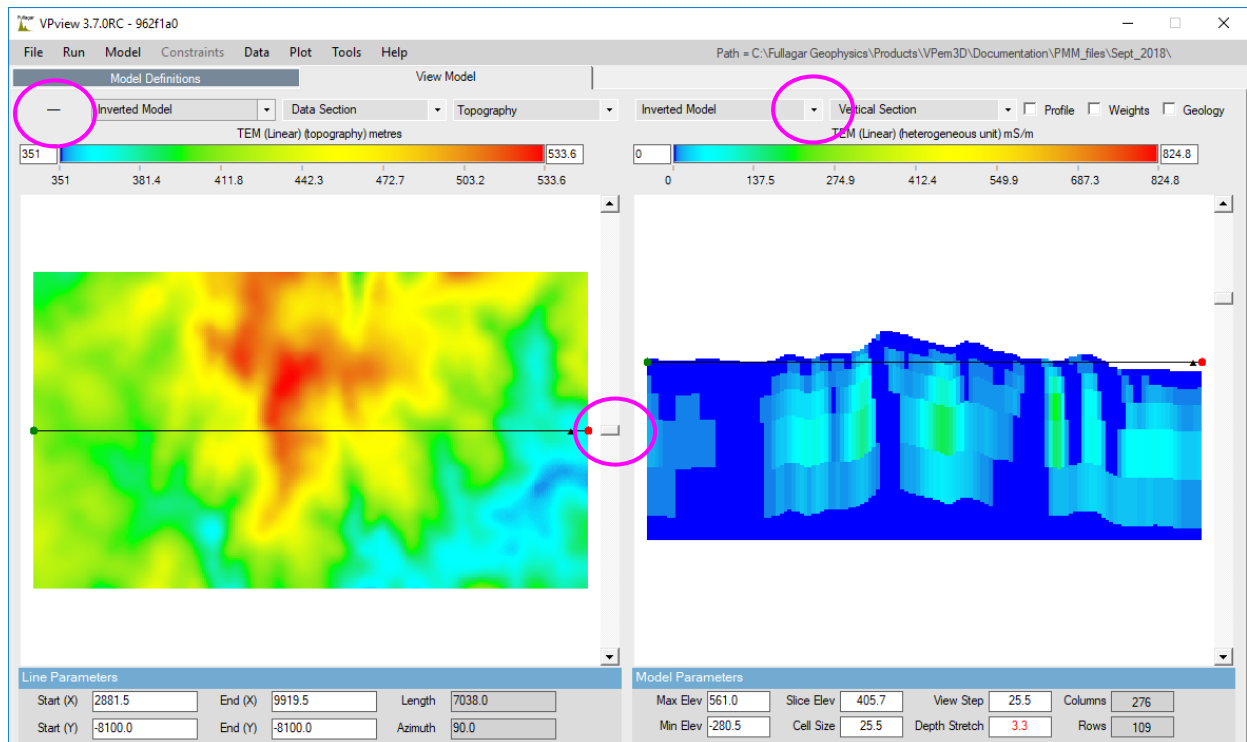 VPview 3.7.0RC - 962f1a0
File Run Model Constraints Data Plot Tools Help Path = C:\Fullagar Geophysics\Products\VPem3D\Documentation\PMM_files\Sept_2018\
Model Definitions View Model
Inverted Model Data Section Topography Inverted Model Vertical Section Profile Weights Geology
TEM (Linear) (topography) metres TEM (Linear) (heterogeneous unit) mS/m
351 533.6 0 824.8
351 381.4 411.8 442.3 472.7 503.2 533.6 0 137.5 274.9 412.4 549.9 687.3 824.8
Line Parameters Model Parameters
Start (X) 2881.5 End (X) 9919.5 Length 7038.0 Max Elev 561.0 Slice Elev 405.7 View Step 25.5 Columns 276
Start (Y) -8100.0 End (Y) -8100.0 Azimuth 90.0 Min Elev -280.5 Cell Size 25.5 Depth Stretch 3.3 Rows 109